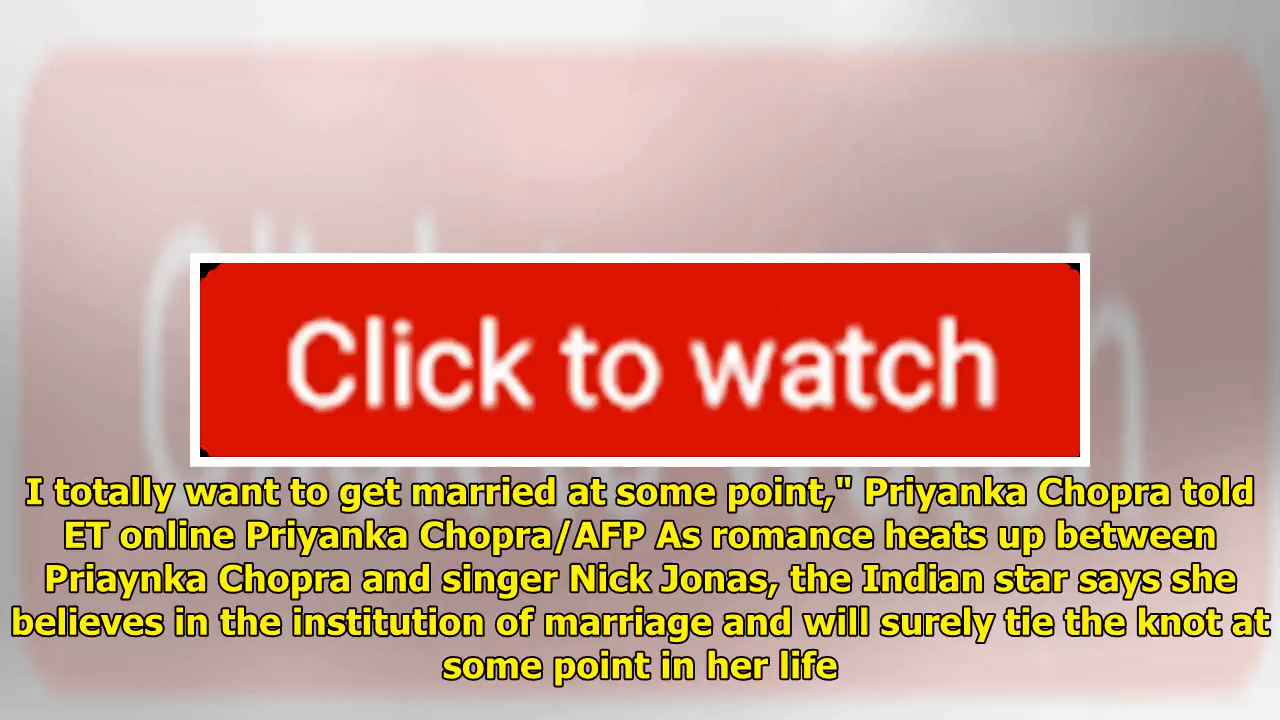 Click to watch
I totally want to get married at some point," Priyanka Chopra told
ET online Priyanka Chopra/AFP As romance heats up between
Priaynka Chopra and singer Nick Jonas, the Indian star says she
believes in the institution of marriage and will surely tie the knot at
some point in her life